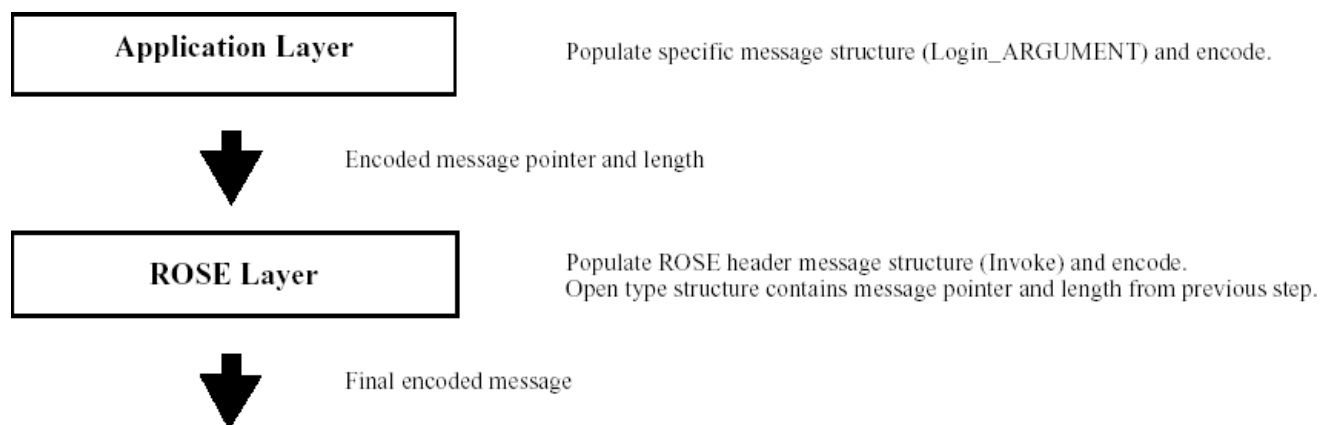 Application Layer
Populate specific message structure (Login_ARGUMENT) and encode.
Encoded message pointer and length
ROSE Layer
Populate ROSE header message structure (Invoke) and encode.
Open type structure contains message pointer and length from previous step.
Final encoded message